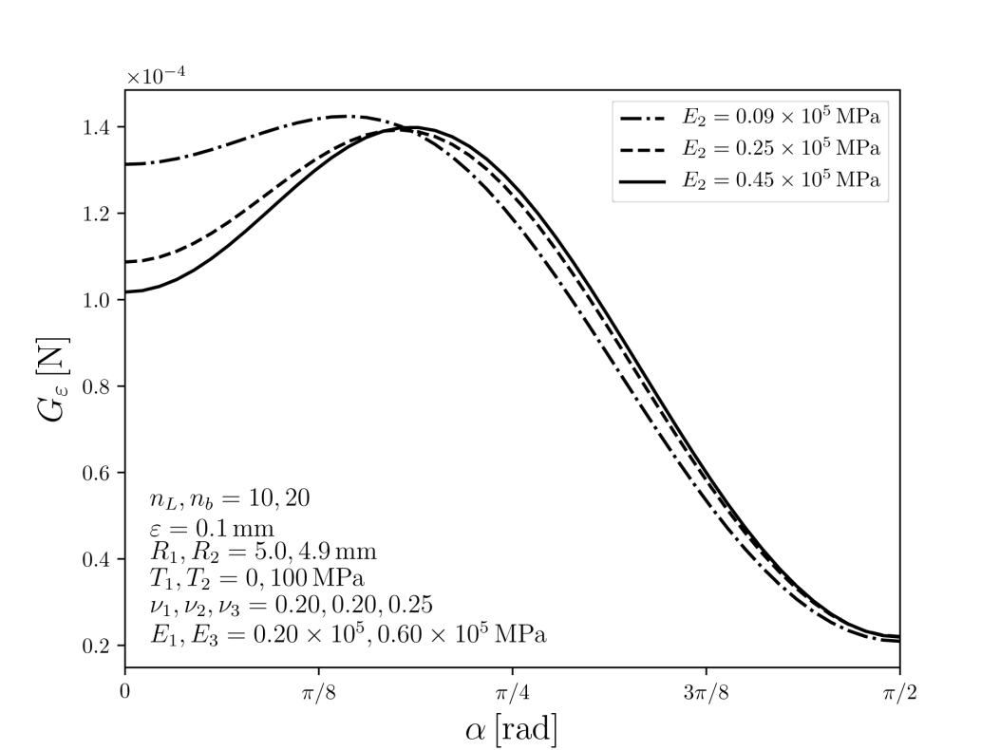 ×10⁻⁴
1.4
1.2
1.0
0.8
0.6
0.4
0.2
G_ε [N]
E₂ = 0.09 × 10⁵ MPa
E₂ = 0.25 × 10⁵ MPa
E₂ = 0.45 × 10⁵ MPa
n_L, n_b = 10, 20
ε = 0.1 mm
R₁, R₂ = 5.0, 4.9 mm
T₁, T₂ = 0, 100 MPa
ν₁, ν₂, ν₃ = 0.20, 0.20, 0.25
E₁, E₃ = 0.20 × 10⁵, 0.60 × 10⁵ MPa
0 π/8 π/4 3π/8 π/2
α [rad]